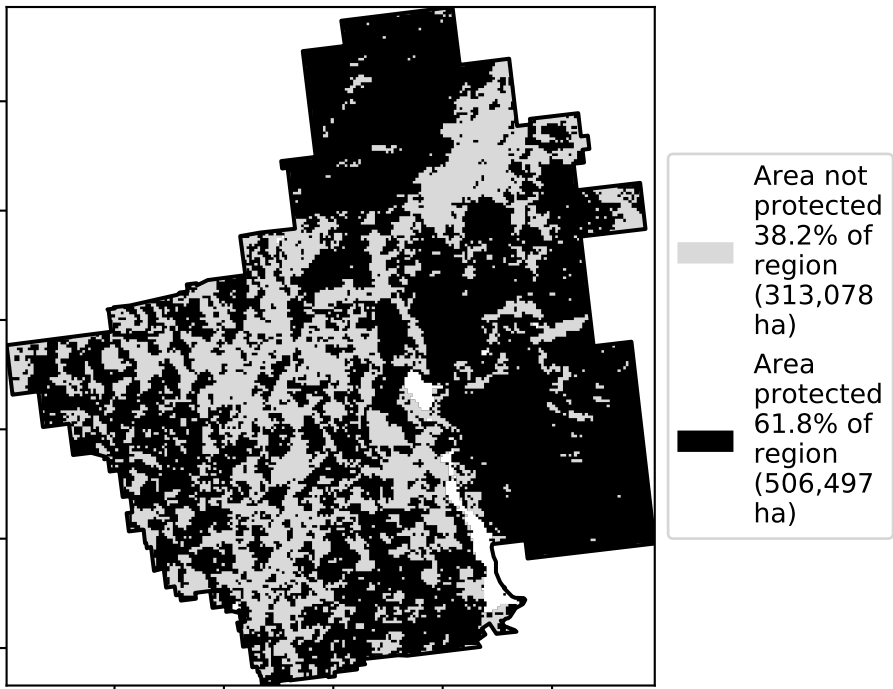 Area not
protected
38.2% of
region
(313,078
ha)
Area
protected
61.8% of
region
(506,497
ha)